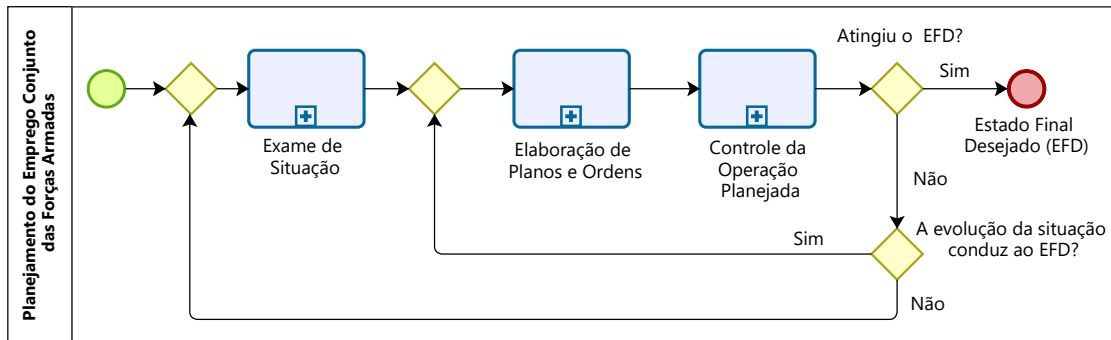 Planejamento do Emprego Conjunto
das Forças Armadas
Exame de
Situação
Elaboração de
Planos e Ordens
Controle da
Operação
Planejada
Atingiu o  EFD?
Sim
Estado Final
Desejado (EFD)
Não
A evolução da situação
conduz ao EFD?
Sim
Não